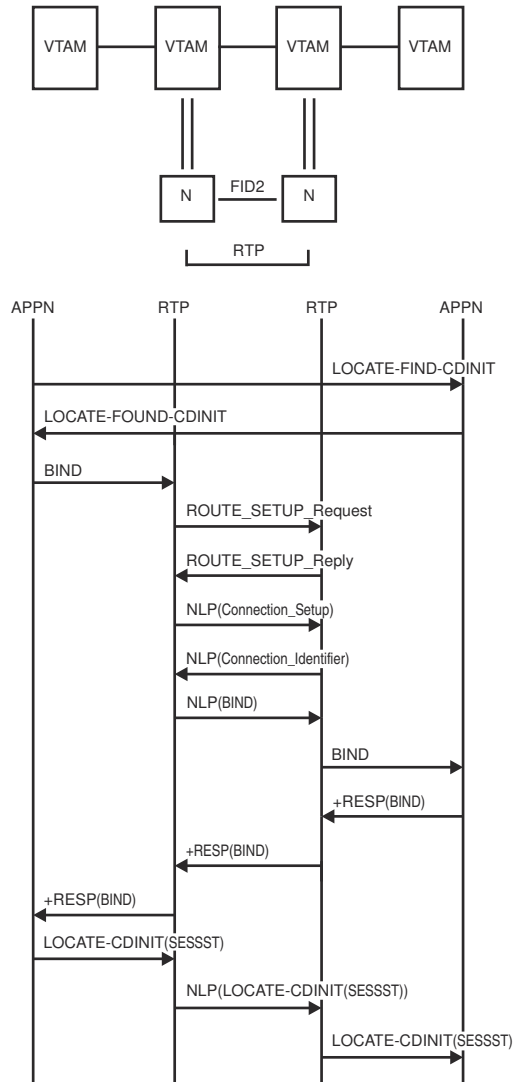 VTAM VTAM VTAM VTAM
N FID2 N
RTP
APPN RTP RTP APPN
LOCATE-FIND-CDINIT
LOCATE-FOUND-CDINIT
BIND
ROUTE_SETUP_Request
ROUTE_SETUP_Reply
NLP(Connection_Setup)
NLP(Connection_Identifier)
NLP(BIND)
BIND
+RESP(BIND)
+RESP(BIND)
+RESP(BIND)
LOCATE-CDINIT(SESSST)
NLP(LOCATE-CDINIT(SESSST))
LOCATE-CDINIT(SESSST)